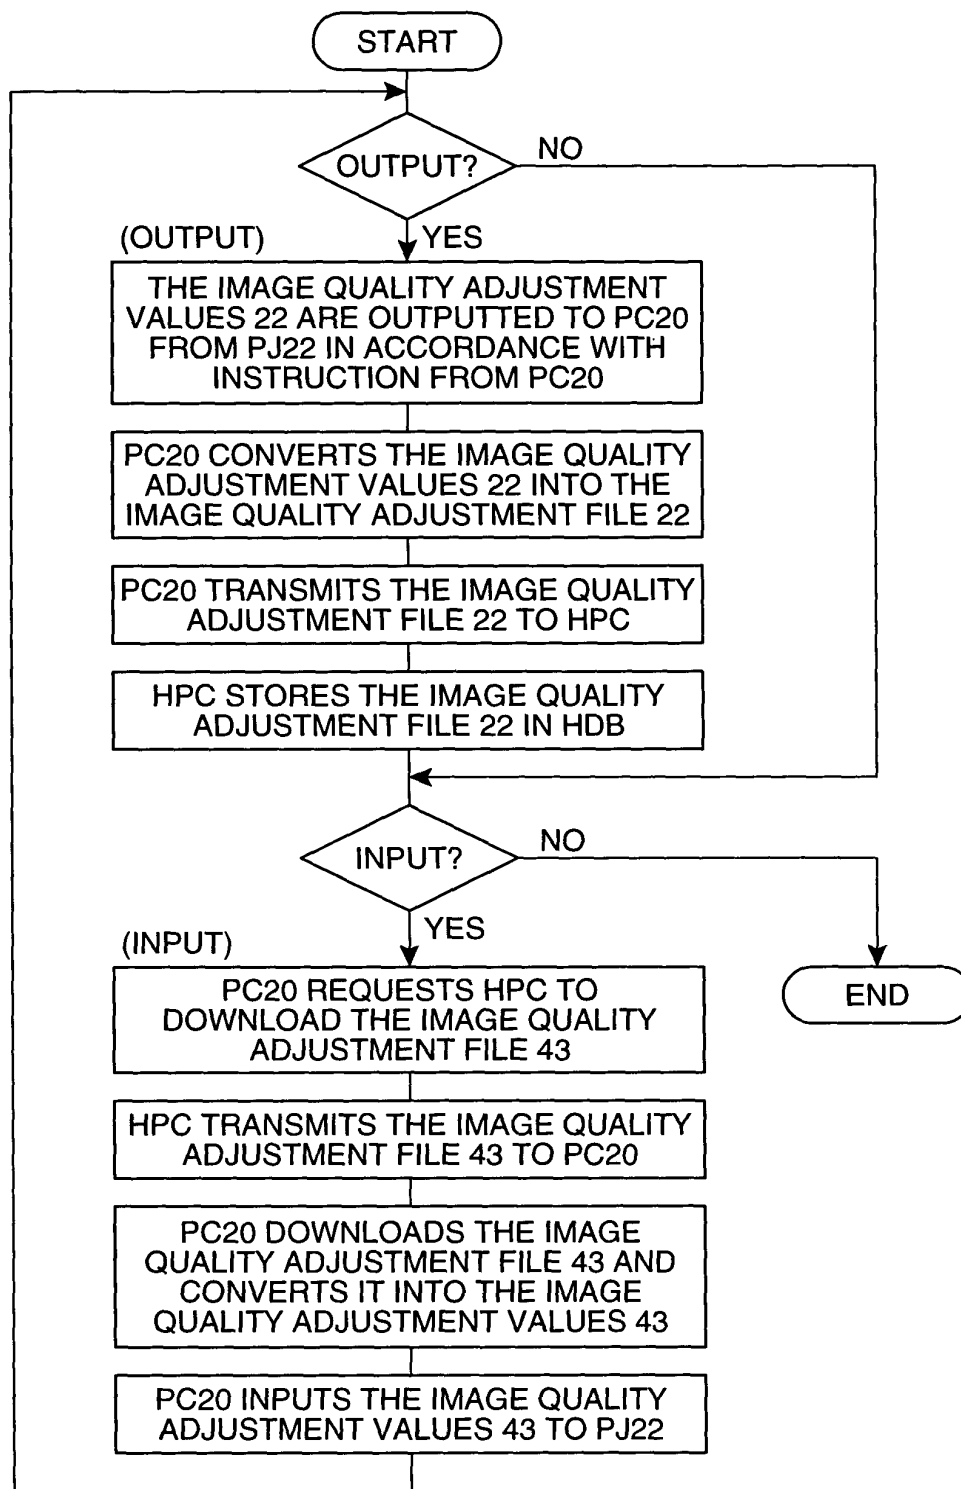 START
OUTPUT?
NO
YES
(OUTPUT)
THE IMAGE QUALITY ADJUSTMENT
VALUES 22 ARE OUTPUTTED TO PC20
FROM PJ22 IN ACCORDANCE WITH
INSTRUCTION FROM PC20
PC20 CONVERTS THE IMAGE QUALITY
ADJUSTMENT VALUES 22 INTO THE
IMAGE QUALITY ADJUSTMENT FILE 22
PC20 TRANSMITS THE IMAGE QUALITY
ADJUSTMENT FILE 22 TO HPC
HPC STORES THE IMAGE QUALITY
ADJUSTMENT FILE 22 IN HDB
INPUT?
NO
YES
(INPUT)
PC20 REQUESTS HPC TO
DOWNLOAD THE IMAGE QUALITY
ADJUSTMENT FILE 43
END
HPC TRANSMITS THE IMAGE QUALITY
ADJUSTMENT FILE 43 TO PC20
PC20 DOWNLOADS THE IMAGE
QUALITY ADJUSTMENT FILE 43 AND
CONVERTS IT INTO THE IMAGE
QUALITY ADJUSTMENT VALUES 43
PC20 INPUTS THE IMAGE QUALITY
ADJUSTMENT VALUES 43 TO PJ22